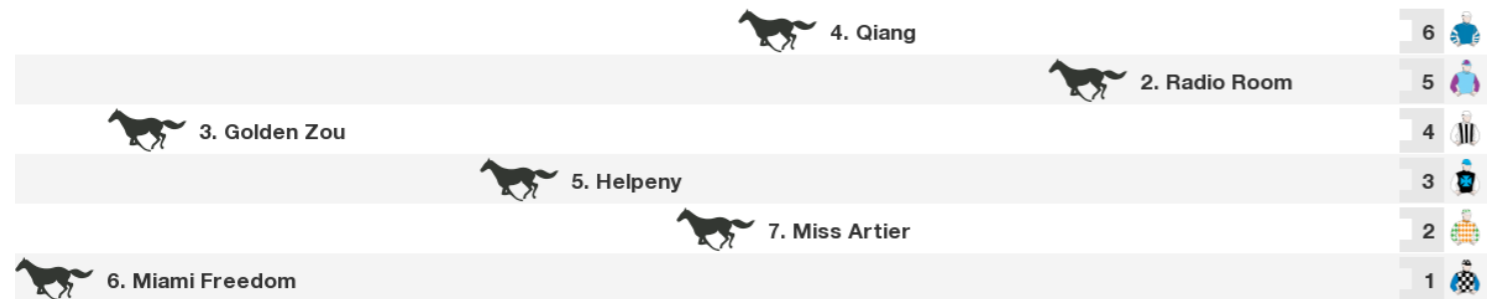 4. Qiang 6
2. Radio Room 5
3. Golden Zou 4
5. Helpeny 3
7. Miss Artier 2
6. Miami Freedom 1